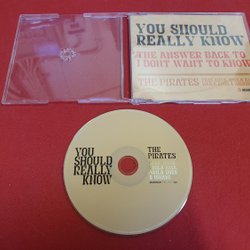 YOU SHOULD
REALLY KNOW
THE ANSWER BACK TO
I DONT WANT TO KNOW
THE PIRATES
YOU
SHOULD
REALLY
KNOW
THE
PIRATES